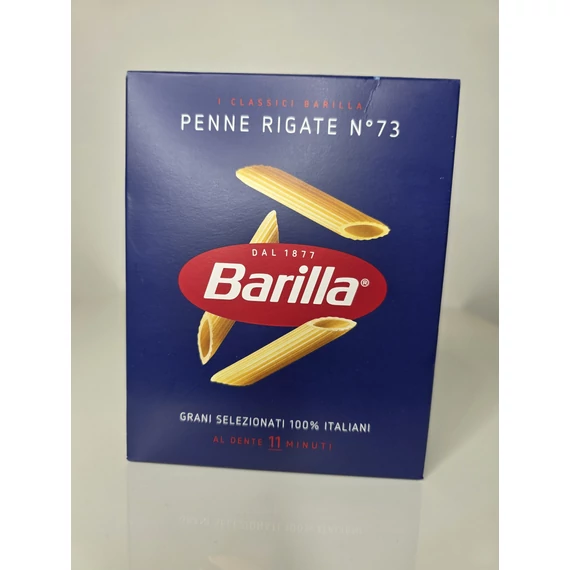 I CLASSICI BARILLA
PENNE RIGATE N°73
DAL 1877
Barilla®
GRANI SELEZIONATI 100% ITALIANI
AL DENTE 11 MINUTI